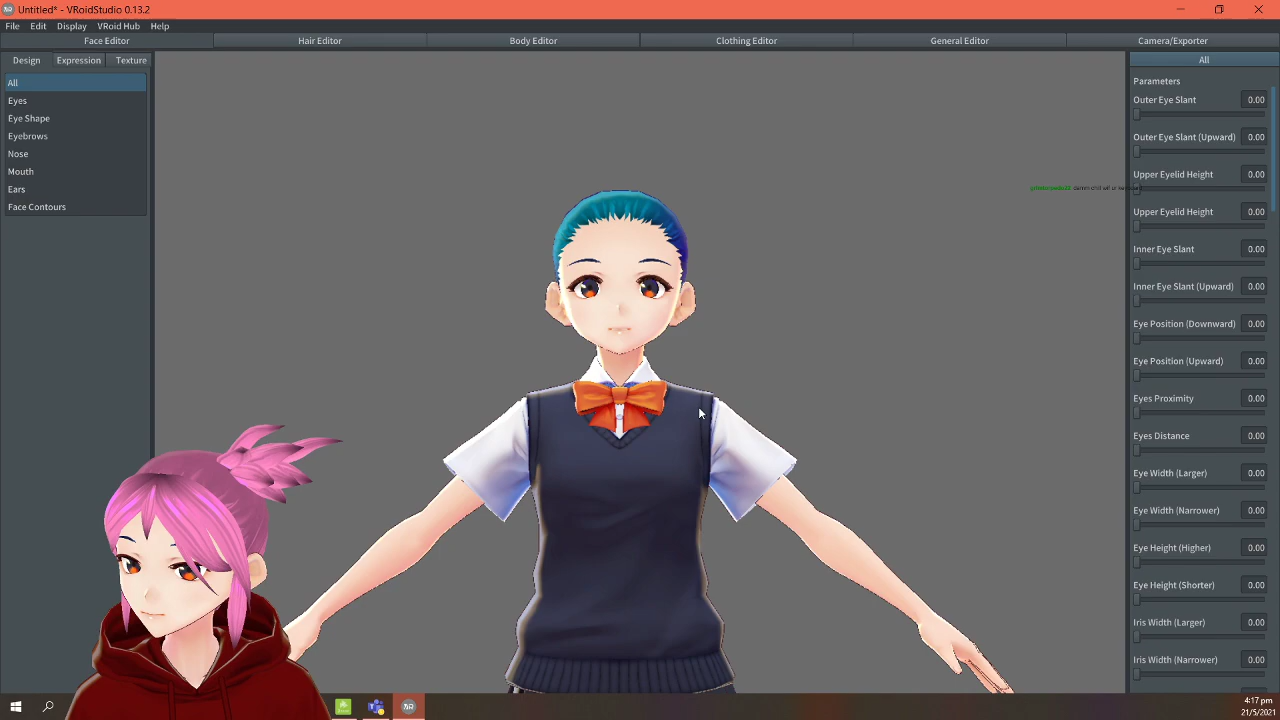 Untitled* - VRoidStudio 0.13.2
File Edit Display VRoid Hub Help
Face Editor Hair Editor Body Editor Clothing Editor General Editor Camera/Exporter
Design Expression Texture
All
Eyes
Eye Shape
Eyebrows
Nose
Mouth
Ears
Face Contours
All
Parameters
Outer Eye Slant 0.00
Outer Eye Slant (Upward) 0.00
Upper Eyelid Height 0.00
Upper Eyelid Height 0.00
Inner Eye Slant 0.00
Inner Eye Slant (Upward) 0.00
Eye Position (Downward) 0.00
Eye Position (Upward) 0.00
Eyes Proximity 0.00
Eyes Distance 0.00
Eye Width (Larger) 0.00
Eye Width (Narrower) 0.00
Eye Height (Higher) 0.00
Eye Height (Shorter) 0.00
Iris Width (Larger) 0.00
Iris Width (Narrower) 0.00
4:17 pm
21/5/2021